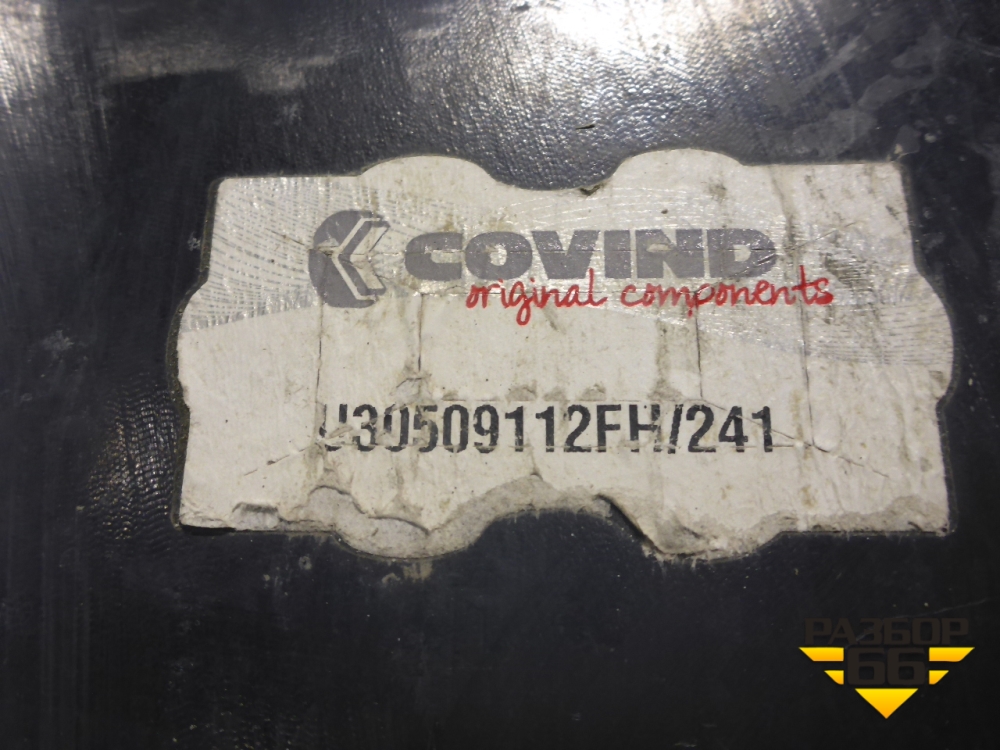 COVIND
original components
U30509112FH/241
РАЗБОР
66